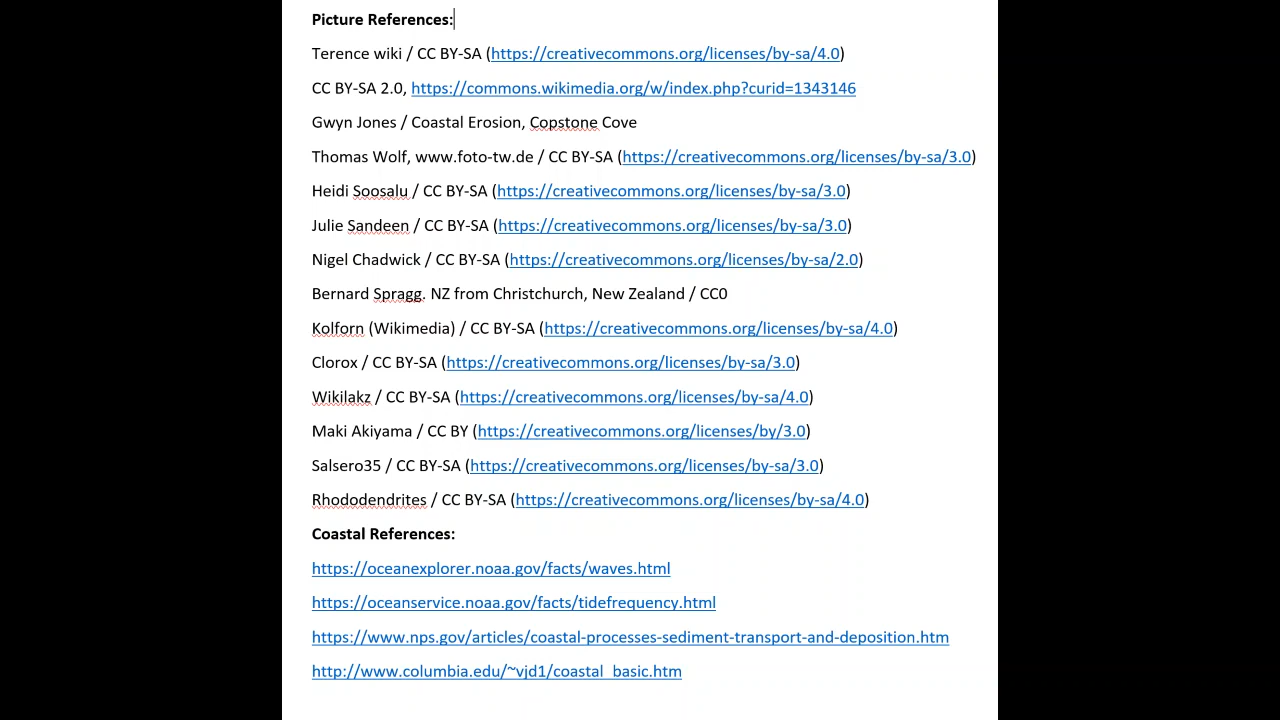 Picture References:
Terence wiki / CC BY-SA (https://creativecommons.org/licenses/by-sa/4.0)
CC BY-SA 2.0, https://commons.wikimedia.org/w/index.php?curid=1343146
Gwyn Jones / Coastal Erosion, Copstone Cove
Thomas Wolf, www.foto-tw.de / CC BY-SA (https://creativecommons.org/licenses/by-sa/3.0)
Heidi Soosalu / CC BY-SA (https://creativecommons.org/licenses/by-sa/3.0)
Julie Sandeen / CC BY-SA (https://creativecommons.org/licenses/by-sa/3.0)
Nigel Chadwick / CC BY-SA (https://creativecommons.org/licenses/by-sa/2.0)
Bernard Spragg. NZ from Christchurch, New Zealand / CC0
Kolforn (Wikimedia) / CC BY-SA (https://creativecommons.org/licenses/by-sa/4.0)
Clorox / CC BY-SA (https://creativecommons.org/licenses/by-sa/3.0)
Wikilakz / CC BY-SA (https://creativecommons.org/licenses/by-sa/4.0)
Maki Akiyama / CC BY (https://creativecommons.org/licenses/by/3.0)
Salsero35 / CC BY-SA (https://creativecommons.org/licenses/by-sa/3.0)
Rhododendrites / CC BY-SA (https://creativecommons.org/licenses/by-sa/4.0)
Coastal References:
https://oceanexplorer.noaa.gov/facts/waves.html
https://oceanservice.noaa.gov/facts/tidefrequency.html
https://www.nps.gov/articles/coastal-processes-sediment-transport-and-deposition.htm
http://www.columbia.edu/~vjd1/coastal_basic.htm